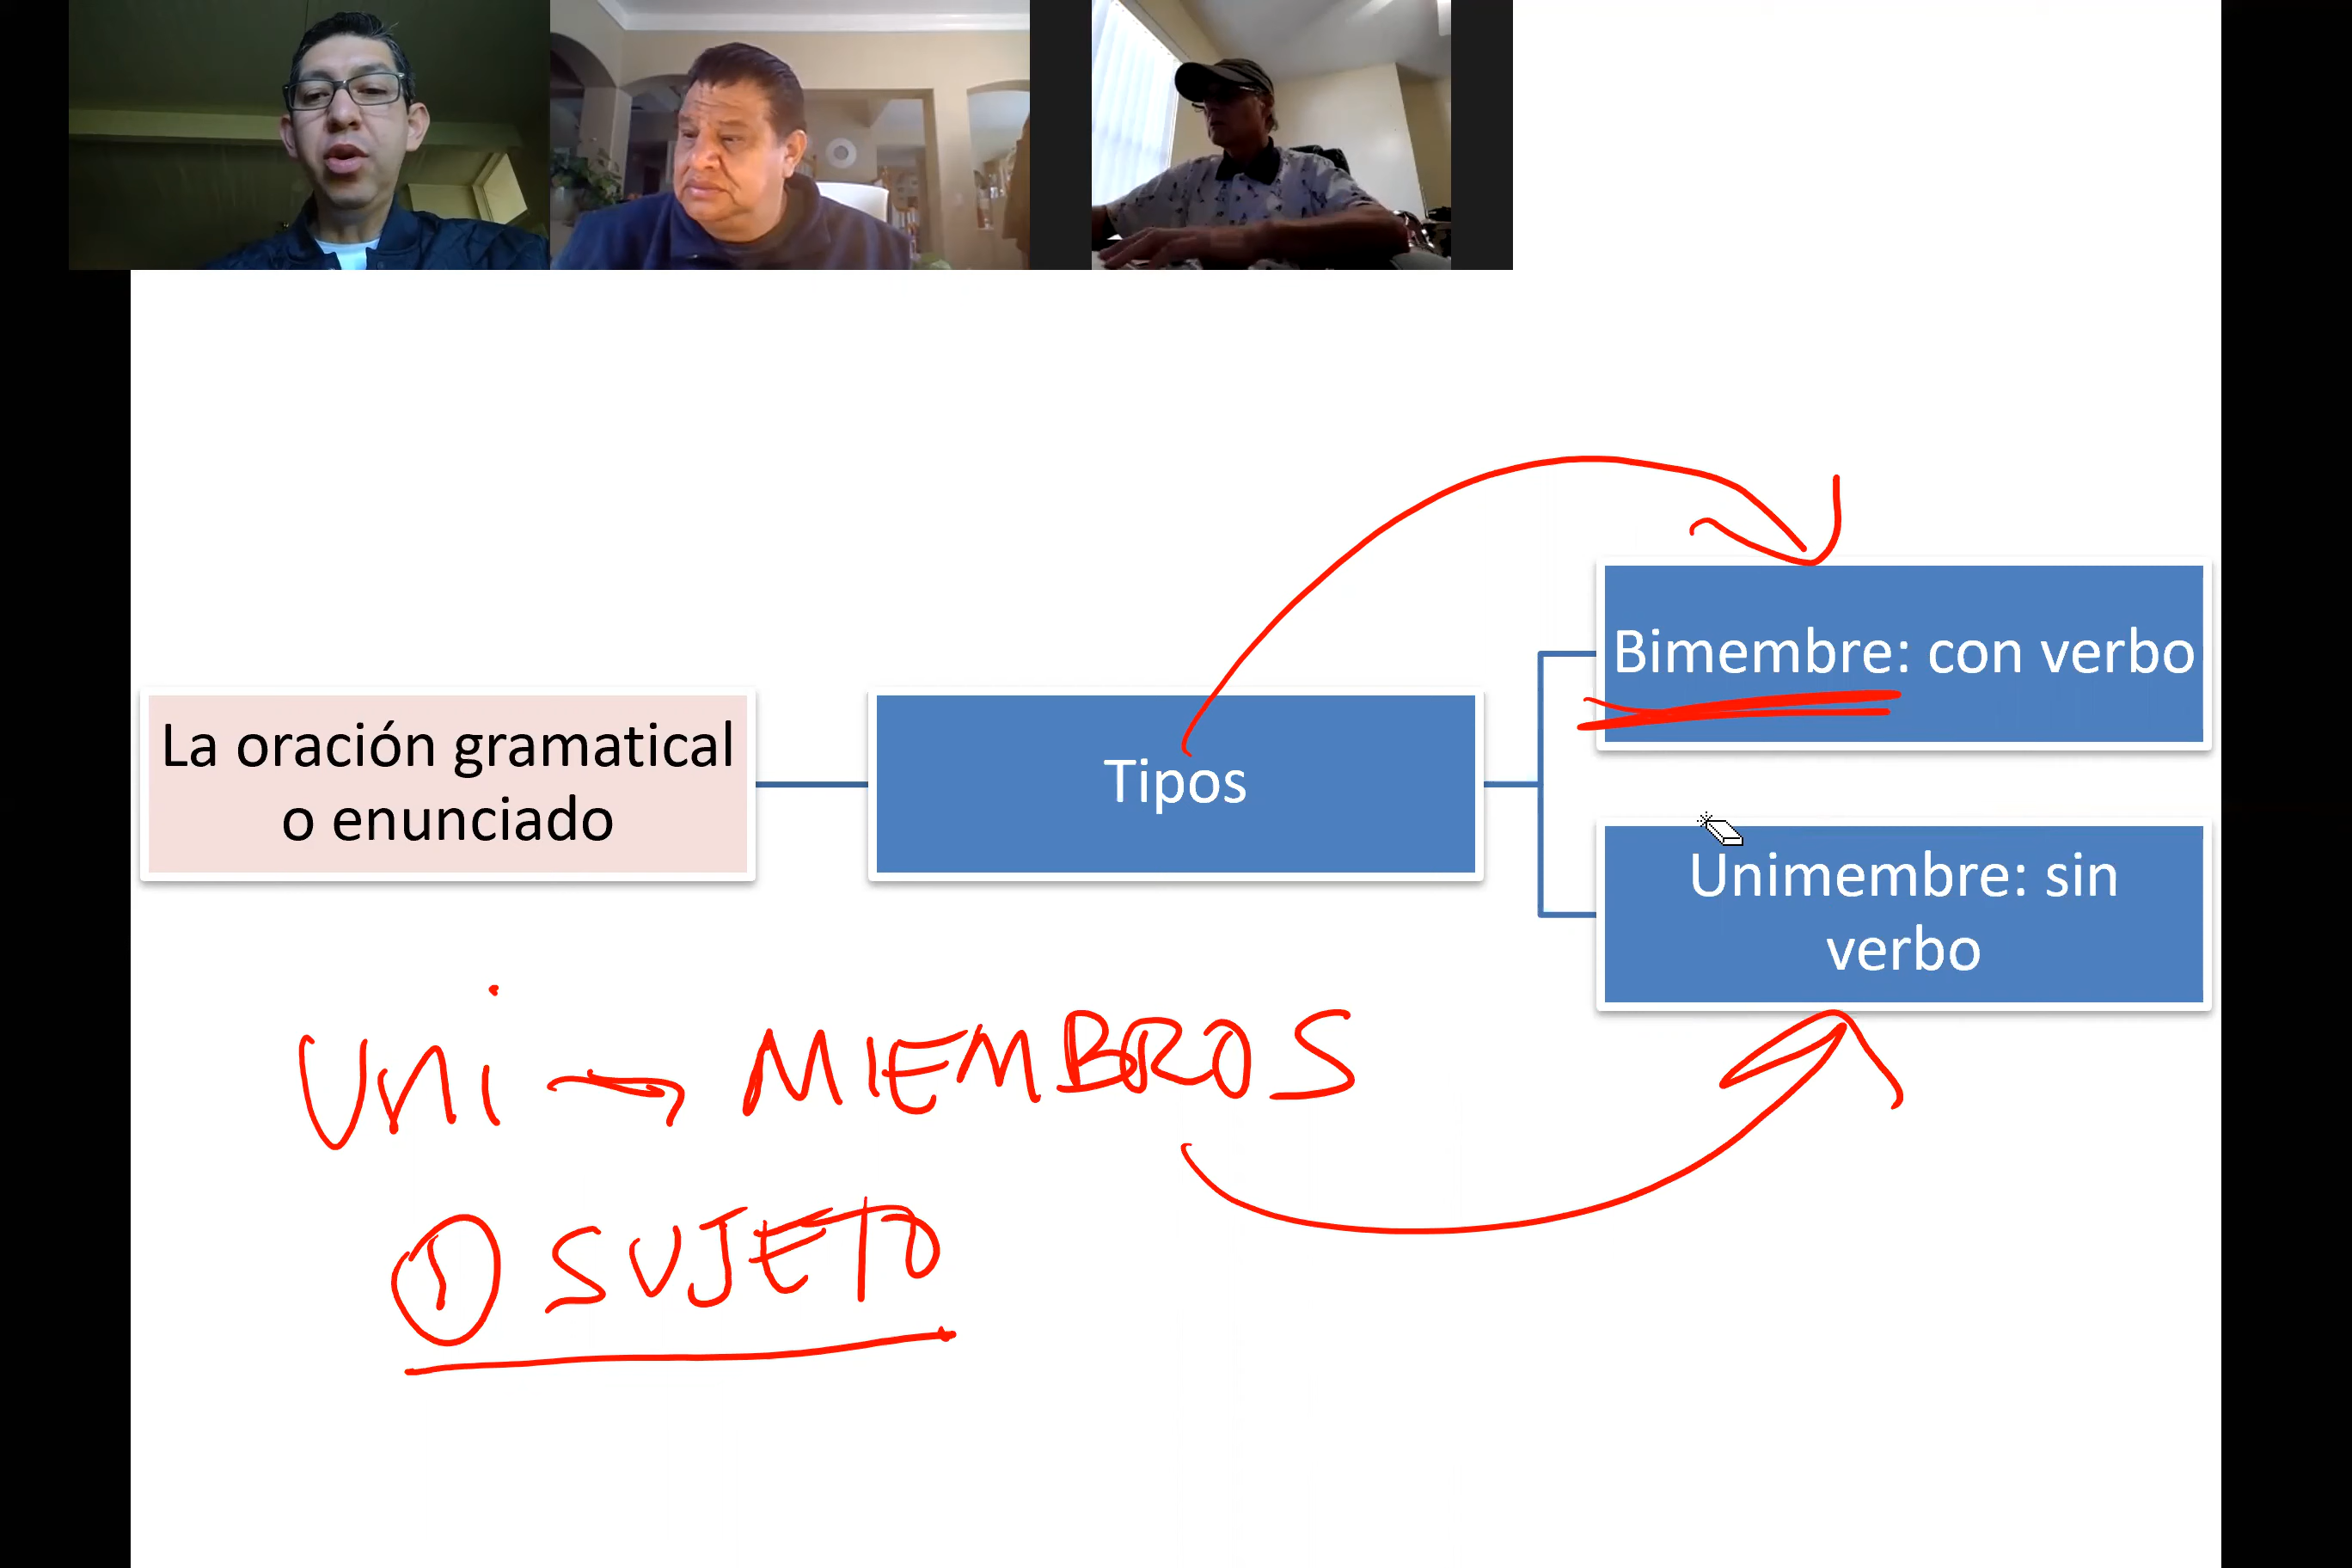 La oración gramatical
o enunciado
Tipos
Bimembre: con verbo
Unimembre: sin
verbo
Uni → MIEMBROS
① SUJETO